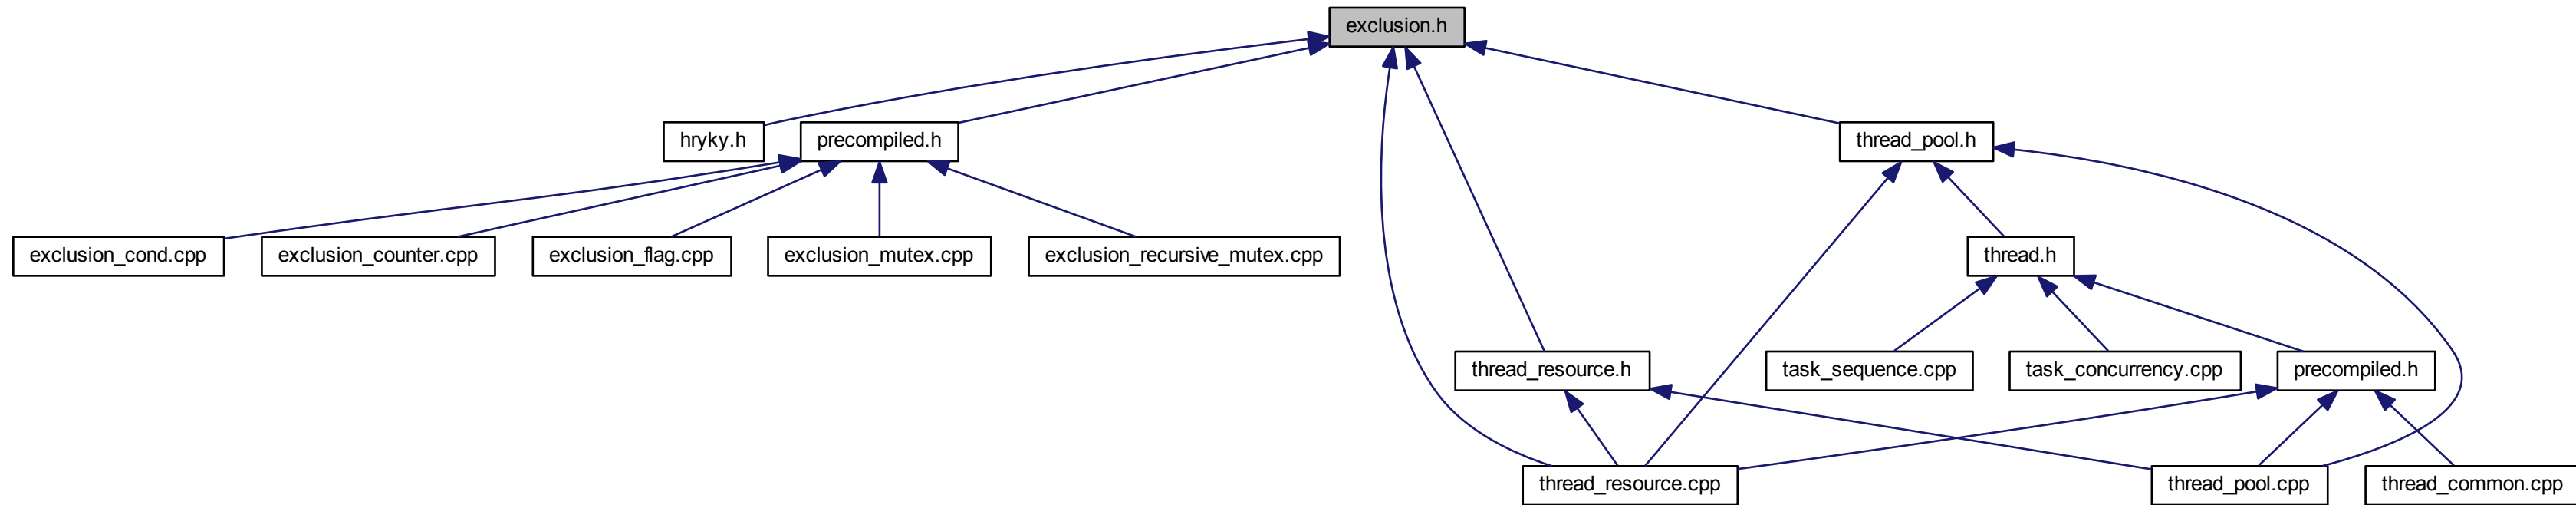 exclusion.h
hryky.h
precompiled.h
thread_pool.h
exclusion_cond.cpp
exclusion_counter.cpp
exclusion_flag.cpp
exclusion_mutex.cpp
exclusion_recursive_mutex.cpp
thread.h
thread_resource.h
task_sequence.cpp
task_concurrency.cpp
precompiled.h
thread_resource.cpp
thread_pool.cpp
thread_common.cpp